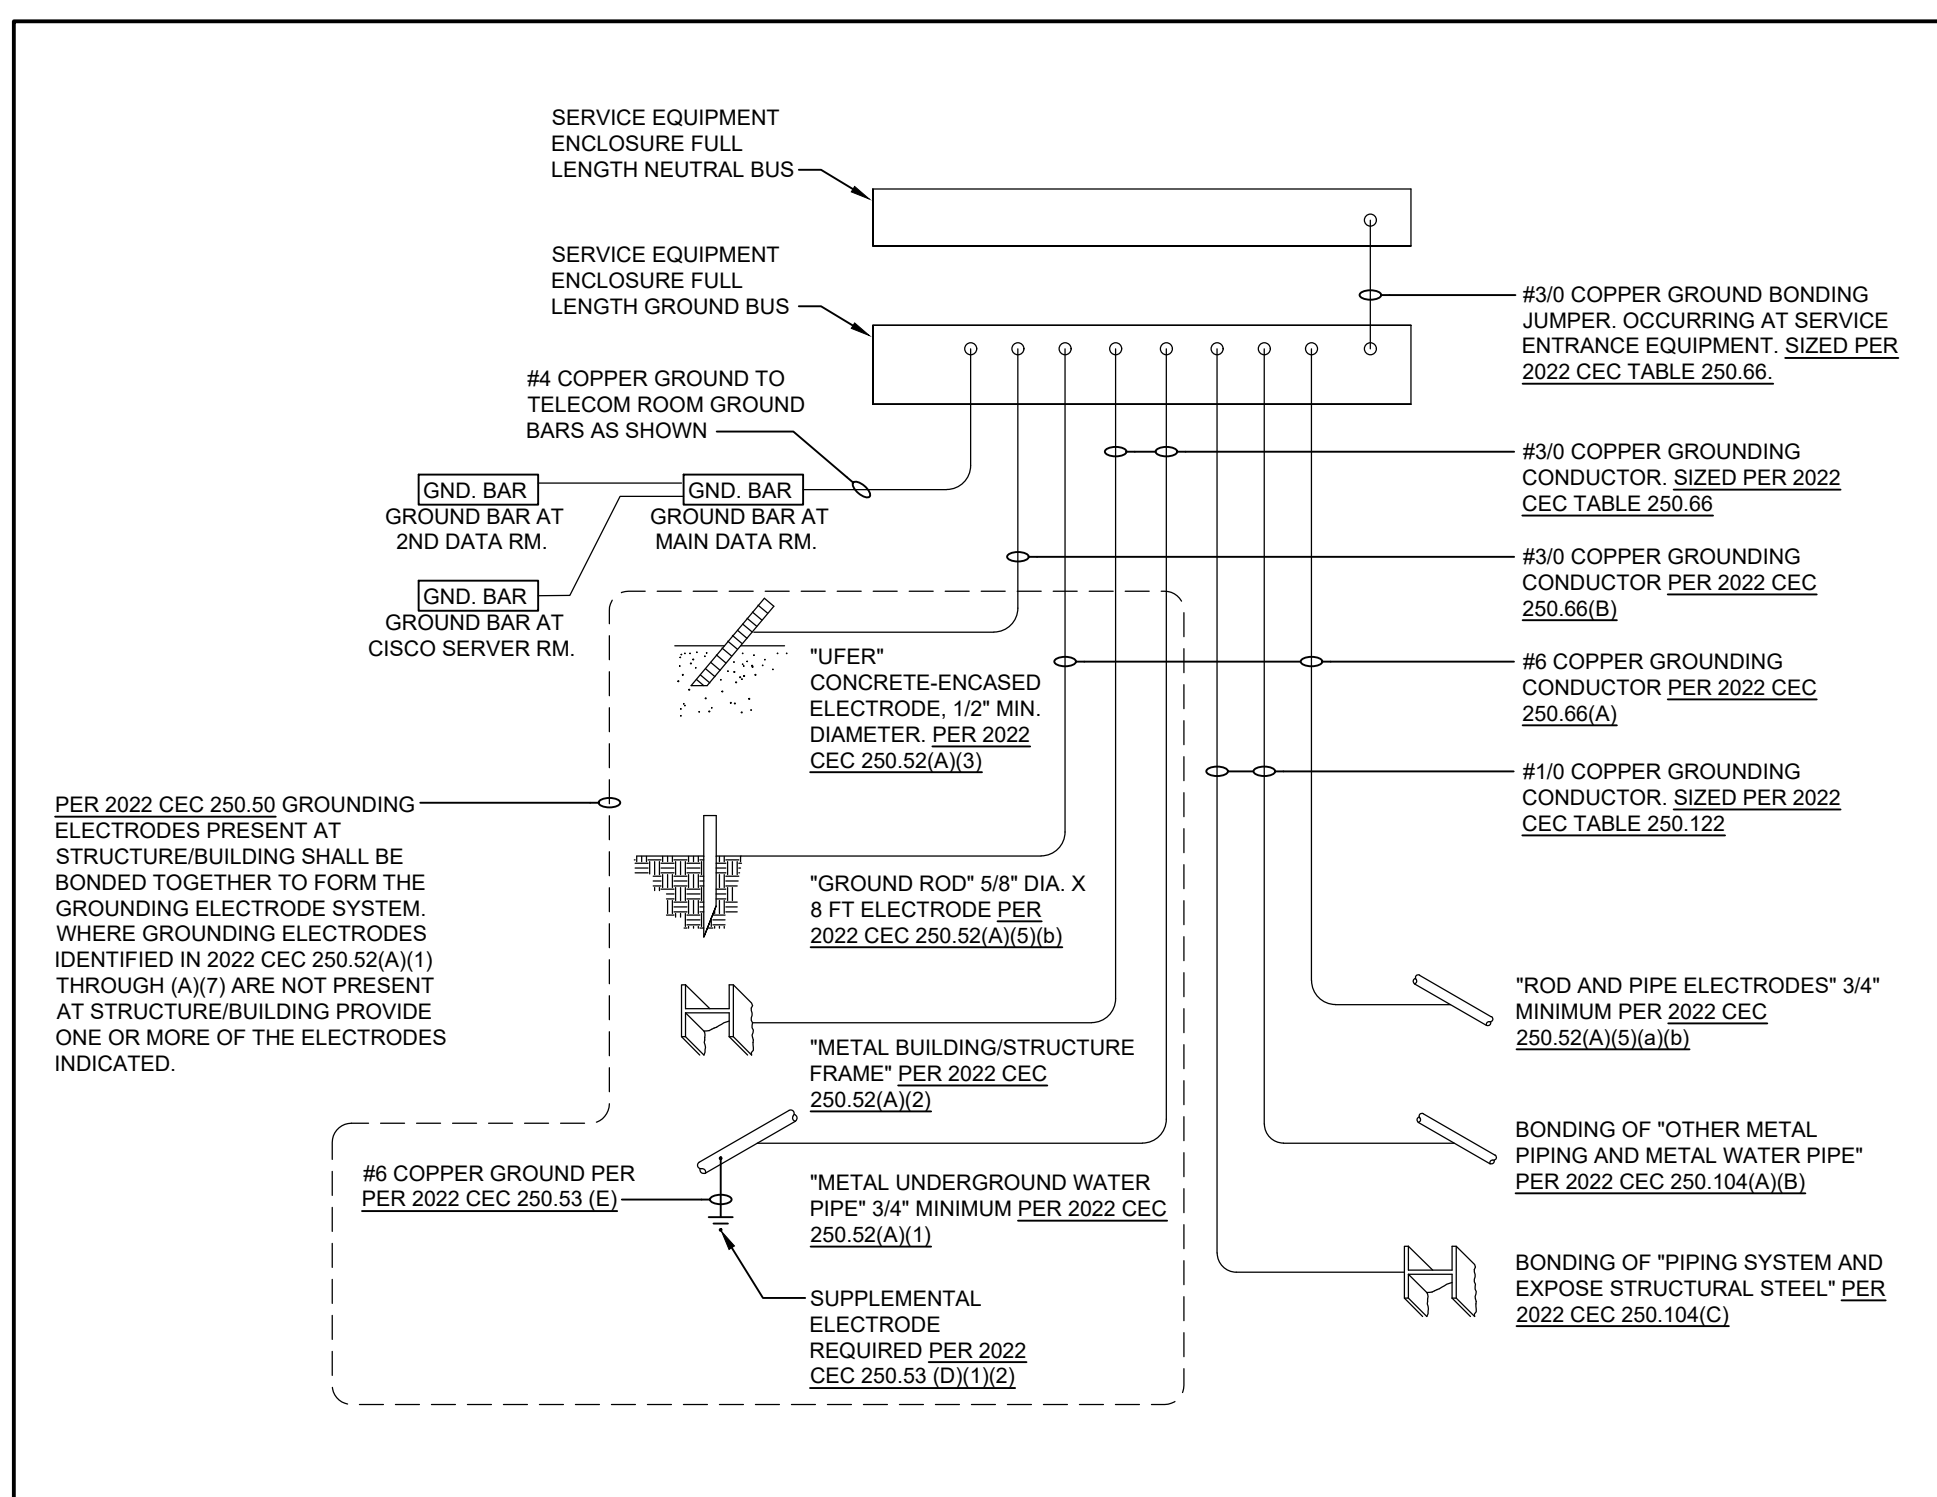 SERVICE EQUIPMENT
ENCLOSURE FULL
LENGTH NEUTRAL BUS
SERVICE EQUIPMENT
ENCLOSURE FULL
LENGTH GROUND BUS
#3/0 COPPER GROUND BONDING
JUMPER. OCCURRING AT SERVICE
ENTRANCE EQUIPMENT. SIZED PER
2022 CEC TABLE 250.66.
#4 COPPER GROUND TO
TELECOM ROOM GROUND
BARS AS SHOWN
#3/0 COPPER GROUNDING
CONDUCTOR. SIZED PER 2022
CEC TABLE 250.66
GND. BAR
GROUND BAR AT
2ND DATA RM.
GND. BAR
GROUND BAR AT
MAIN DATA RM.
#3/0 COPPER GROUNDING
CONDUCTOR PER 2022 CEC
250.66(B)
GND. BAR
GROUND BAR AT
CISCO SERVER RM.
"UFER"
CONCRETE-ENCASED
ELECTRODE, 1/2" MIN.
DIAMETER. PER 2022
CEC 250.52(A)(3)
#6 COPPER GROUNDING
CONDUCTOR PER 2022 CEC
250.66(A)
#1/0 COPPER GROUNDING
CONDUCTOR. SIZED PER 2022
CEC TABLE 250.122
PER 2022 CEC 250.50 GROUNDING
ELECTRODES PRESENT AT
STRUCTURE/BUILDING SHALL BE
BONDED TOGETHER TO FORM THE
GROUNDING ELECTRODE SYSTEM.
WHERE GROUNDING ELECTRODES
IDENTIFIED IN 2022 CEC 250.52(A)(1)
THROUGH (A)(7) ARE NOT PRESENT
AT STRUCTURE/BUILDING PROVIDE
ONE OR MORE OF THE ELECTRODES
INDICATED.
"GROUND ROD" 5/8" DIA. X
8 FT ELECTRODE PER
2022 CEC 250.52(A)(5)(b)
"ROD AND PIPE ELECTRODES" 3/4"
MINIMUM PER 2022 CEC
250.52(A)(5)(a)(b)
"METAL BUILDING/STRUCTURE
FRAME" PER 2022 CEC
250.52(A)(2)
BONDING OF "OTHER METAL
PIPING AND METAL WATER PIPE"
PER 2022 CEC 250.104(A)(B)
#6 COPPER GROUND PER
PER 2022 CEC 250.53 (E)
"METAL UNDERGROUND WATER
PIPE" 3/4" MINIMUM PER 2022 CEC
250.52(A)(1)
BONDING OF "PIPING SYSTEM AND
EXPOSE STRUCTURAL STEEL" PER
2022 CEC 250.104(C)
SUPPLEMENTAL
ELECTRODE
REQUIRED PER 2022
CEC 250.53 (D)(1)(2)